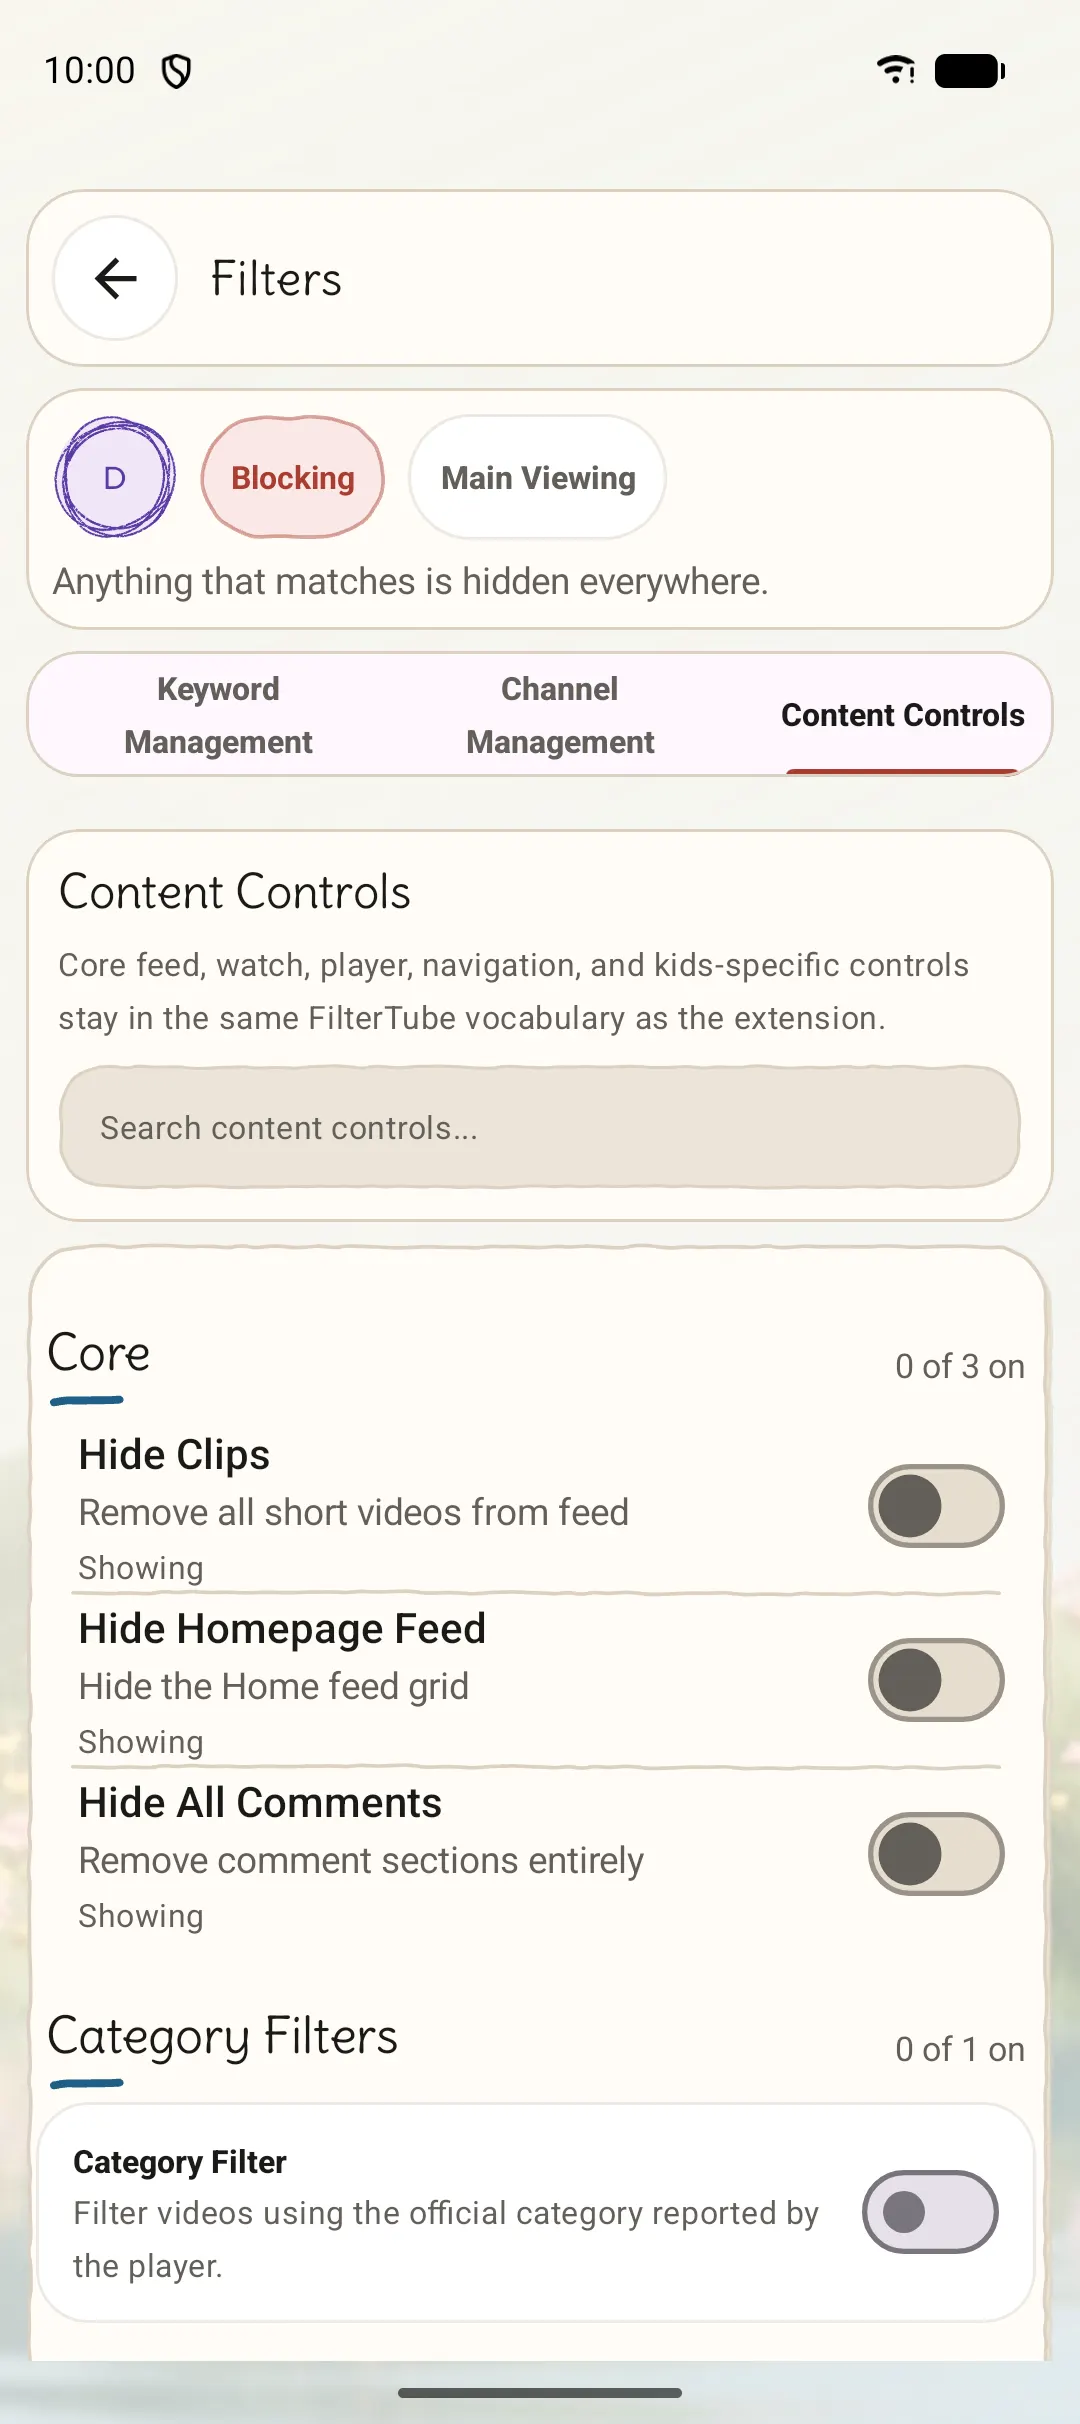 10:00
Filters
D
Blocking
Main Viewing
Anything that matches is hidden everywhere.
Keyword
Management
Channel
Management
Content Controls
Content Controls
Core feed, watch, player, navigation, and kids-specific controls
stay in the same FilterTube vocabulary as the extension.
Search content controls...
Core
0 of 3 on
Hide Clips
Remove all short videos from feed
Showing
Hide Homepage Feed
Hide the Home feed grid
Showing
Hide All Comments
Remove comment sections entirely
Showing
Category Filters
0 of 1 on
Category Filter
Filter videos using the official category reported by
the player.